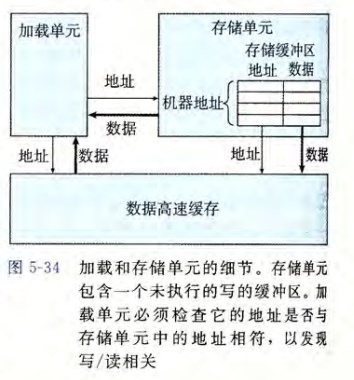 加载单元
存储单元
存储缓冲区
地址 数据
地址
机器地址
数据
地址 数据 地址 数据
数据高速缓存
图 5-34 加载和存储单元的细节。存储单元
包含一个未执行的写的缓冲区。加
载单元必须检查它的地址是否与
存储单元中的地址相符，以发现
写/读相关